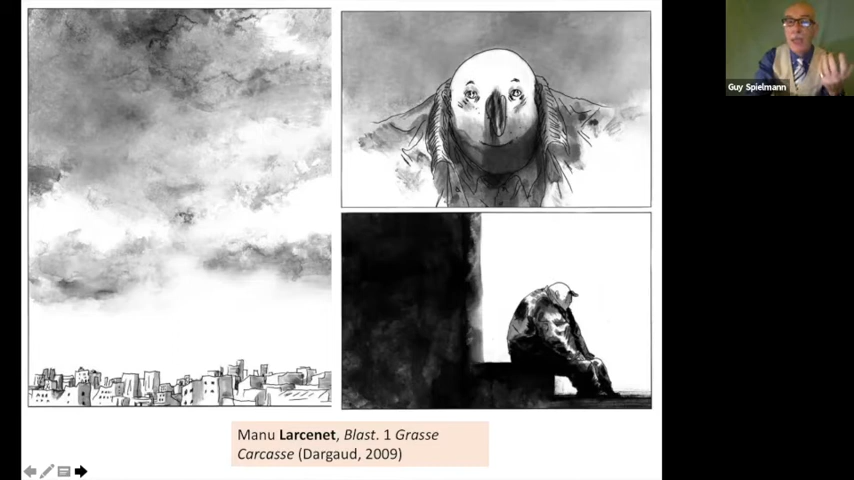 Guy Spielmann
Manu Larcenet, Blast. 1 Grasse
Carcasse (Dargaud, 2009)